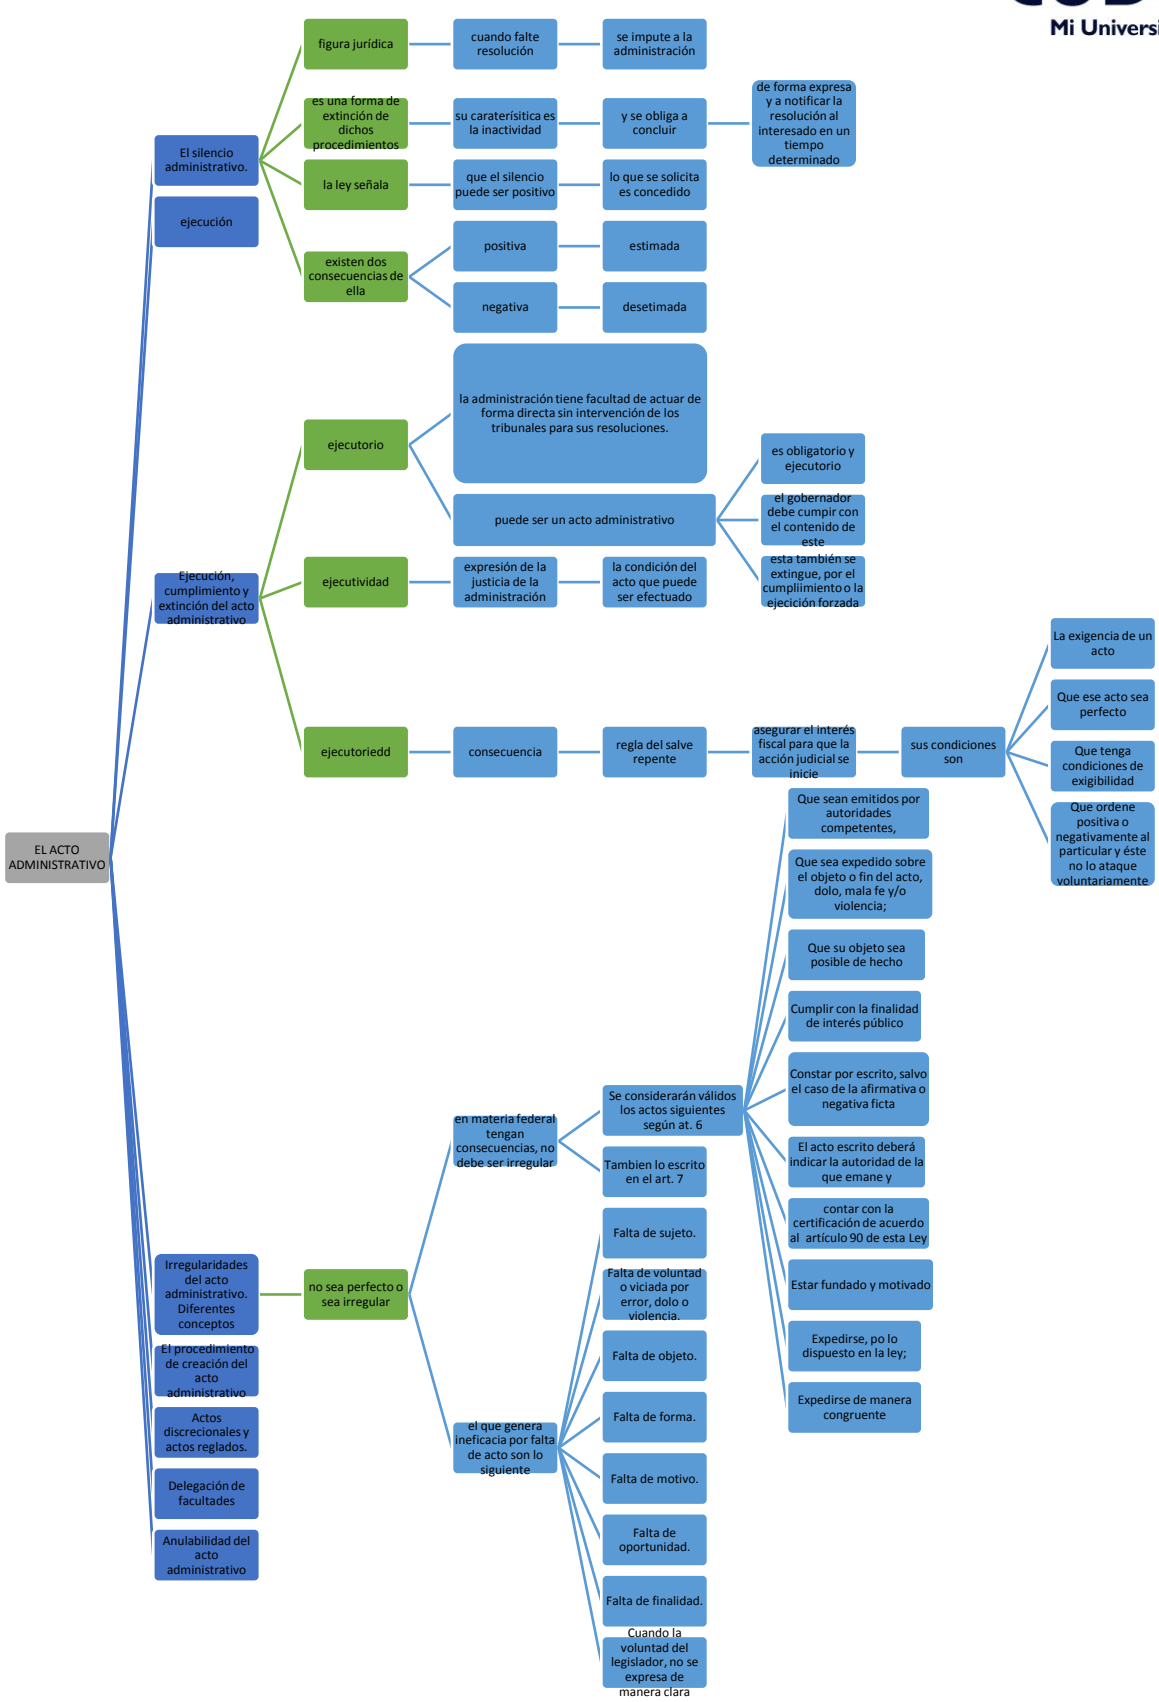 Mi Universi
figura jurídica
cuando falte
resolución
se impute a la
administración
es una forma de
extinción de
dichos
procedimientos
su caraterísitica es
la inactividad
y se obliga a
concluir
de forma expresa
y a notificar la
resolución al
interesado en un
tiempo
determinado
El silencio
administrativo.
la ley señala
que el silencio
puede ser positivo
lo que se solicita
es concedido
ejecución
existen dos
consecuencias de
ella
positiva
estimada
negativa
desetimada
ejecutorio
la administración tiene facultad de actuar de
forma directa sin intervención de los
tribunales para sus resoluciones.
puede ser un acto administrativo
es obligatorio y
ejecutorio
el gobernador
debe cumpir con
el contenido de
este
esta también se
extingue, por el
cumpliimiento o la
ejecición forzada
Ejecución,
cumplimiento y
extinción del acto
administrativo
ejecutividad
expresión de la
justicia de la
administración
la condición del
acto que puede
ser efectuado
ejecutoriedd
consecuencia
regla del salve
repente
asegurar el interés
fiscal para que la
acción judicial se
inicie
sus condiciones
son
La exigencia de un
acto
Que ese acto sea
perfecto
Que tenga
condiciones de
exigibilidad
Que ordene
positiva o
negativamente al
particular y éste
no lo ataque
voluntariamente
EL ACTO
ADMINISTRATIVO
Irregularidades
del acto
administrativo.
Diferentes
conceptos
no sea perfecto o
sea irregular
en materia federal
tengan
consecuencias, no
debe ser irregular
Se considerarán válidos
los actos siguientes
según at. 6
Que sean emitidos por
autoridades
competentes,
Que sea expedido sobre
el objeto o fin del acto,
dolo, mala fe y/o
violencia;
Que su objeto sea
posible de hecho
Cumplir con la finalidad
de interés público
Constar por escrito, salvo
el caso de la afirmativa o
negativa ficta
El acto escrito deberá
indicar la autoridad de la
que emane y
contar con la
certificación de acuerdo
al artículo 90 de esta Ley
Estar fundado y motivado
Expedirse, po lo
dispuesto en la ley;
Expedirse de manera
congruente
Tambien lo escrito
en el art. 7
el que genera
ineficacia por falta
de acto son lo
siguiente
Falta de sujeto.
Falta de voluntad
o viciada por
error, dolo o
violencia.
Falta de objeto.
Falta de forma.
Falta de motivo.
Falta de
oportunidad.
Falta de finalidad.
Cuando la
voluntad del
legislador, no se
expresa de
manera clara
El procedimiento
de creación del
acto
administrativo
Actos
discrecionales y
actos reglados.
Delegación de
facultades
Anulabilidad del
acto
administrativo